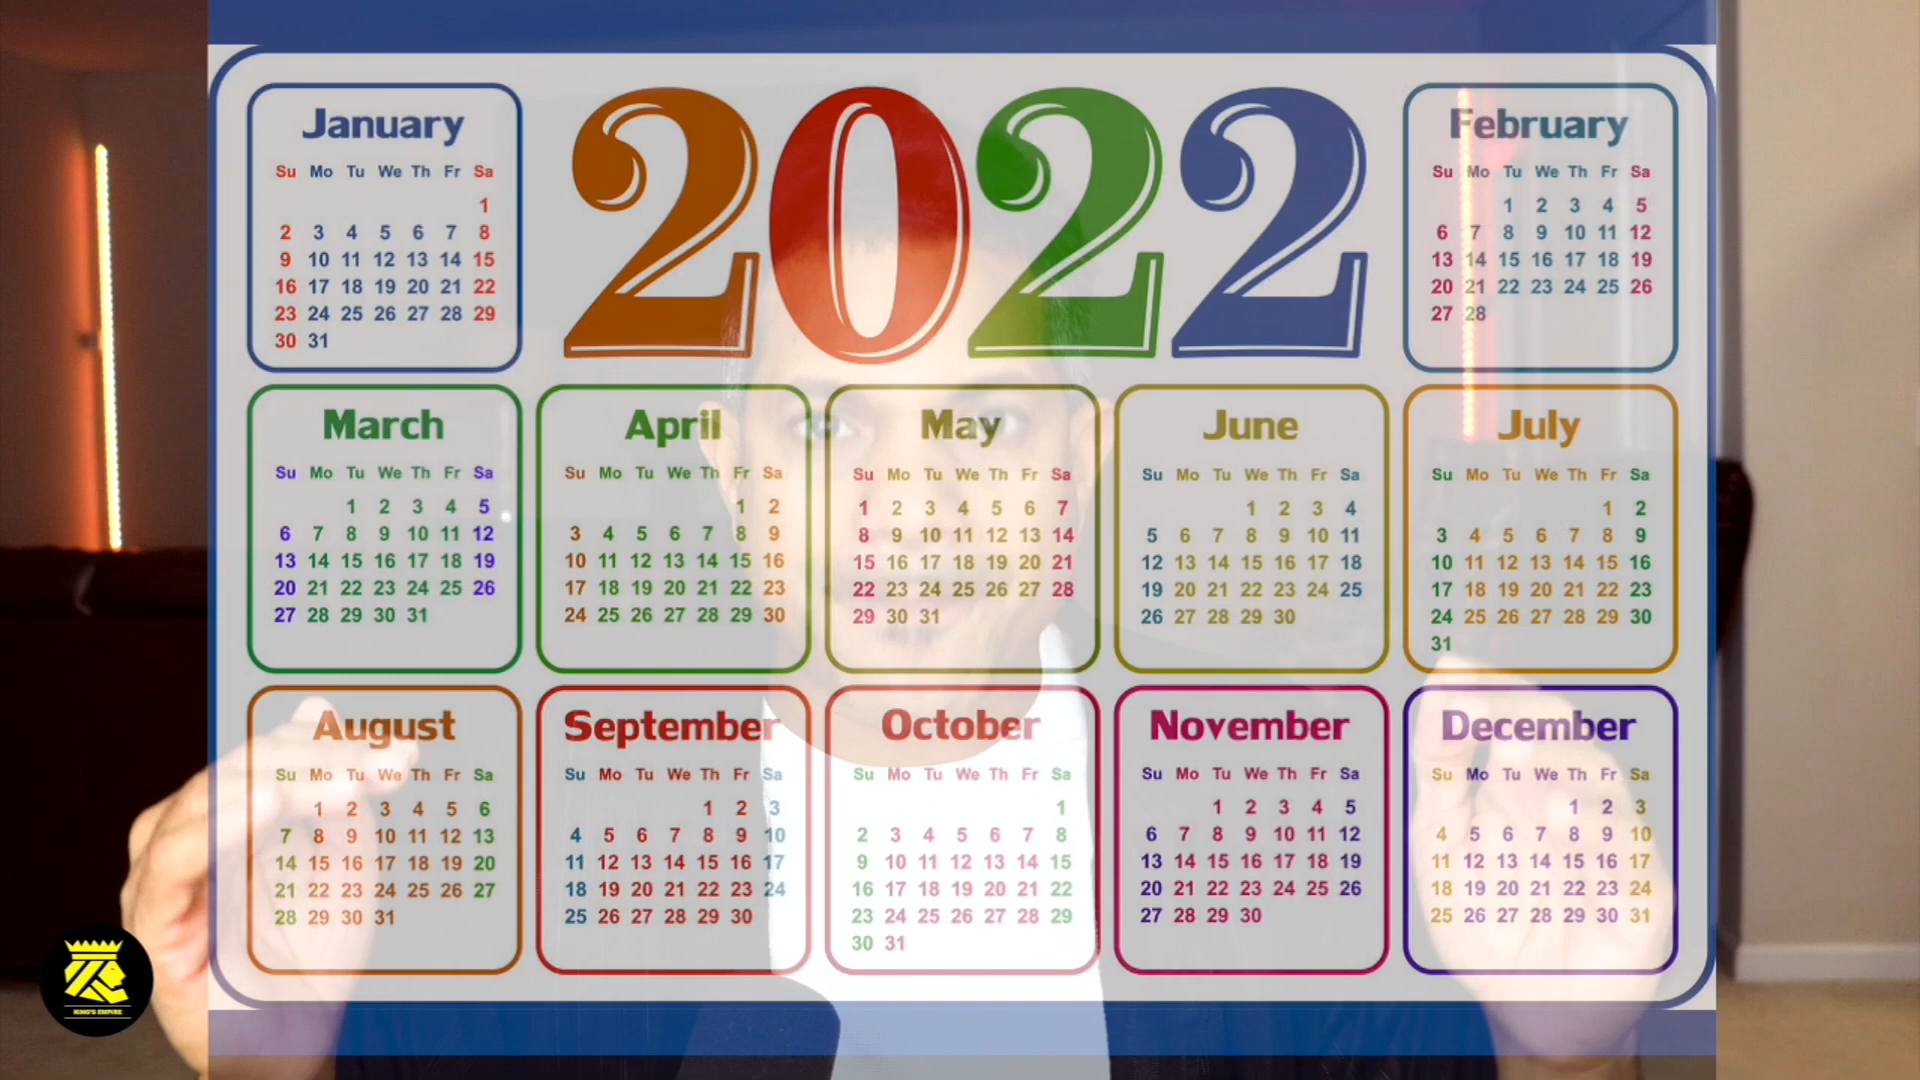 2022
January
Su Mo Tu We Th Fr Sa
1
2 3 4 5 6 7 8
9 10 11 12 13 14 15
16 17 18 19 20 21 22
23 24 25 26 27 28 29
30 31
February
Su Mo Tu We Th Fr Sa
1 2 3 4 5
6 7 8 9 10 11 12
13 14 15 16 17 18 19
20 21 22 23 24 25 26
27 28
March
Su Mo Tu We Th Fr Sa
1 2 3 4 5
6 7 8 9 10 11 12
13 14 15 16 17 18 19
20 21 22 23 24 25 26
27 28 29 30 31
April
Su Mo Tu We Th Fr Sa
1 2
3 4 5 6 7 8 9
10 11 12 13 14 15 16
17 18 19 20 21 22 23
24 25 26 27 28 29 30
May
Su Mo Tu We Th Fr Sa
1 2 3 4 5 6 7
8 9 10 11 12 13 14
15 16 17 18 19 20 21
22 23 24 25 26 27 28
29 30 31
June
Su Mo Tu We Th Fr Sa
1 2 3 4
5 6 7 8 9 10 11
12 13 14 15 16 17 18
19 20 21 22 23 24 25
26 27 28 29 30
July
Su Mo Tu We Th Fr Sa
1 2
3 4 5 6 7 8 9
10 11 12 13 14 15 16
17 18 19 20 21 22 23
24 25 26 27 28 29 30
31
August
Su Mo Tu We Th Fr Sa
1 2 3 4 5 6
7 8 9 10 11 12 13
14 15 16 17 18 19 20
21 22 23 24 25 26 27
28 29 30 31
September
Su Mo Tu We Th Fr Sa
1 2 3
4 5 6 7 8 9 10
11 12 13 14 15 16 17
18 19 20 21 22 23 24
25 26 27 28 29 30
October
Su Mo Tu We Th Fr Sa
1
2 3 4 5 6 7 8
9 10 11 12 13 14 15
16 17 18 19 20 21 22
23 24 25 26 27 28 29
30 31
November
Su Mo Tu We Th Fr Sa
1 2 3 4 5
6 7 8 9 10 11 12
13 14 15 16 17 18 19
20 21 22 23 24 25 26
27 28 29 30
December
Su Mo Tu We Th Fr Sa
1 2 3
4 5 6 7 8 9 10
11 12 13 14 15 16 17
18 19 20 21 22 23 24
25 26 27 28 29 30 31
KING'S EMPIRE